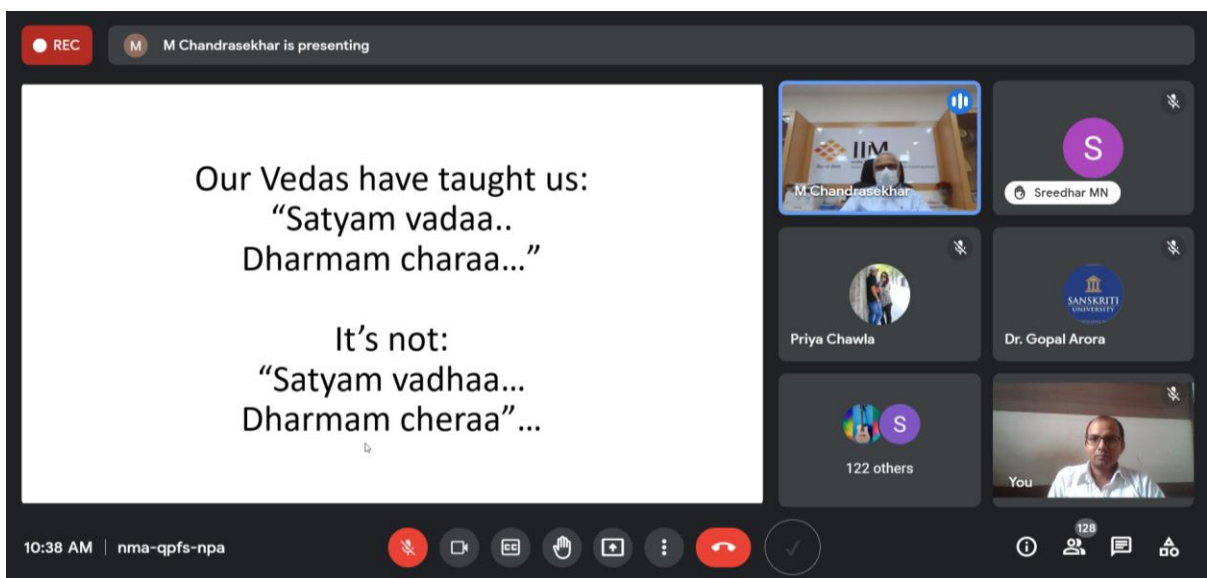 REC
M
M Chandrasekhar is presenting
Our Vedas have taught us:
“Satyam vadaa..
Dharmam charaa...”
It’s not:
“Satyam vadhaa...
Dharmam cheraa”...
IIM
M Chandrasekhar
S
Sreedhar MN
Priya Chawla
SANSKRITI
UNIVERSITY
Dr. Gopal Arora
S
122 others
You
10:38 AM | nma-qpfs-npa
CC
128